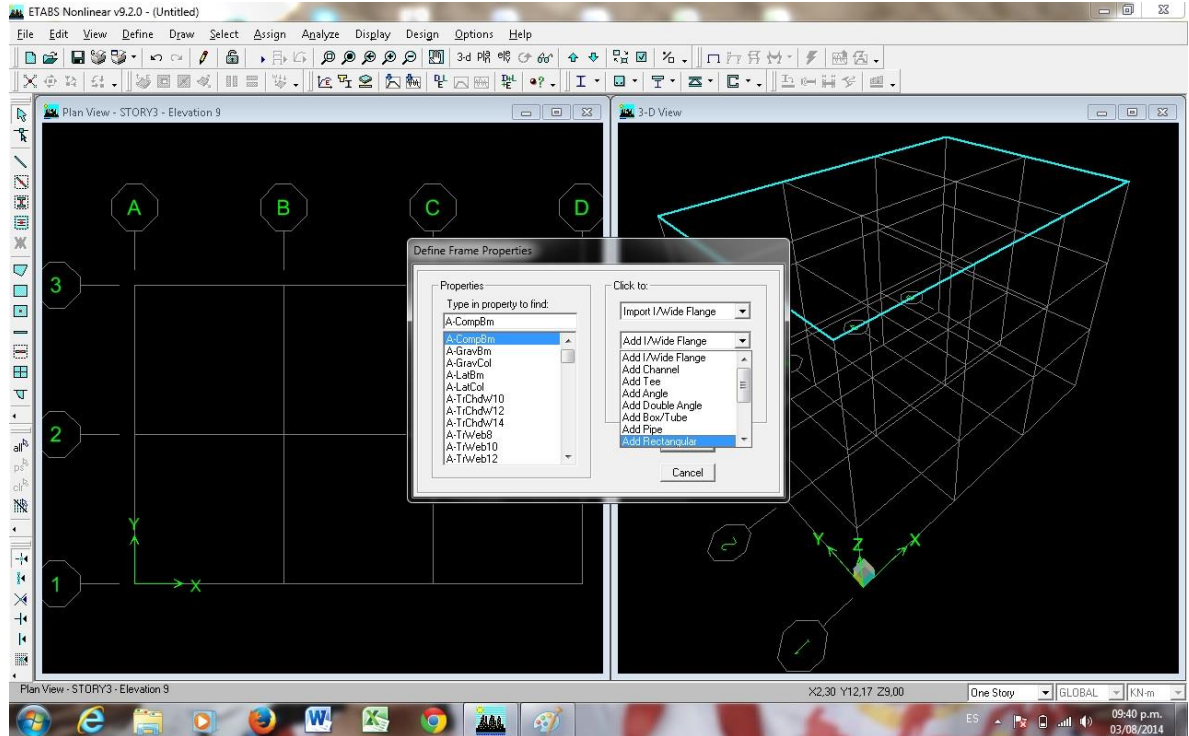 ETABS Nonlinear v9.2.0 - (Untitled)
File Edit View Define Draw Select Assign Analyze Display Design Options Help
3-d
Plan View - STORY3 - Elevation 9
3-D View
A
B
C
D
3
2
1
Y
X
Define Frame Properties
Properties
Type in property to find:
A-CompBm
A-CompBm
A-GravBm
A-GravCol
A-LatBm
A-LatCol
A-TrChdW10
A-TrChdW12
A-TrChdW14
A-TrWeb8
A-TrWeb10
A-TrWeb12
Click to:
Import I/Wide Flange
Add I/Wide Flange
Add I/Wide Flange
Add Channel
Add Tee
Add Angle
Add Double Angle
Add Box/Tube
Add Pipe
Add Rectangular
Cancel
Y
Z
X
2
1
all
ps
clr
Plan View - STORY3 - Elevation 9
X2,30 Y12,17 Z9,00
One Story
GLOBAL
KN-m
ES
09:40 p.m.
03/08/2014